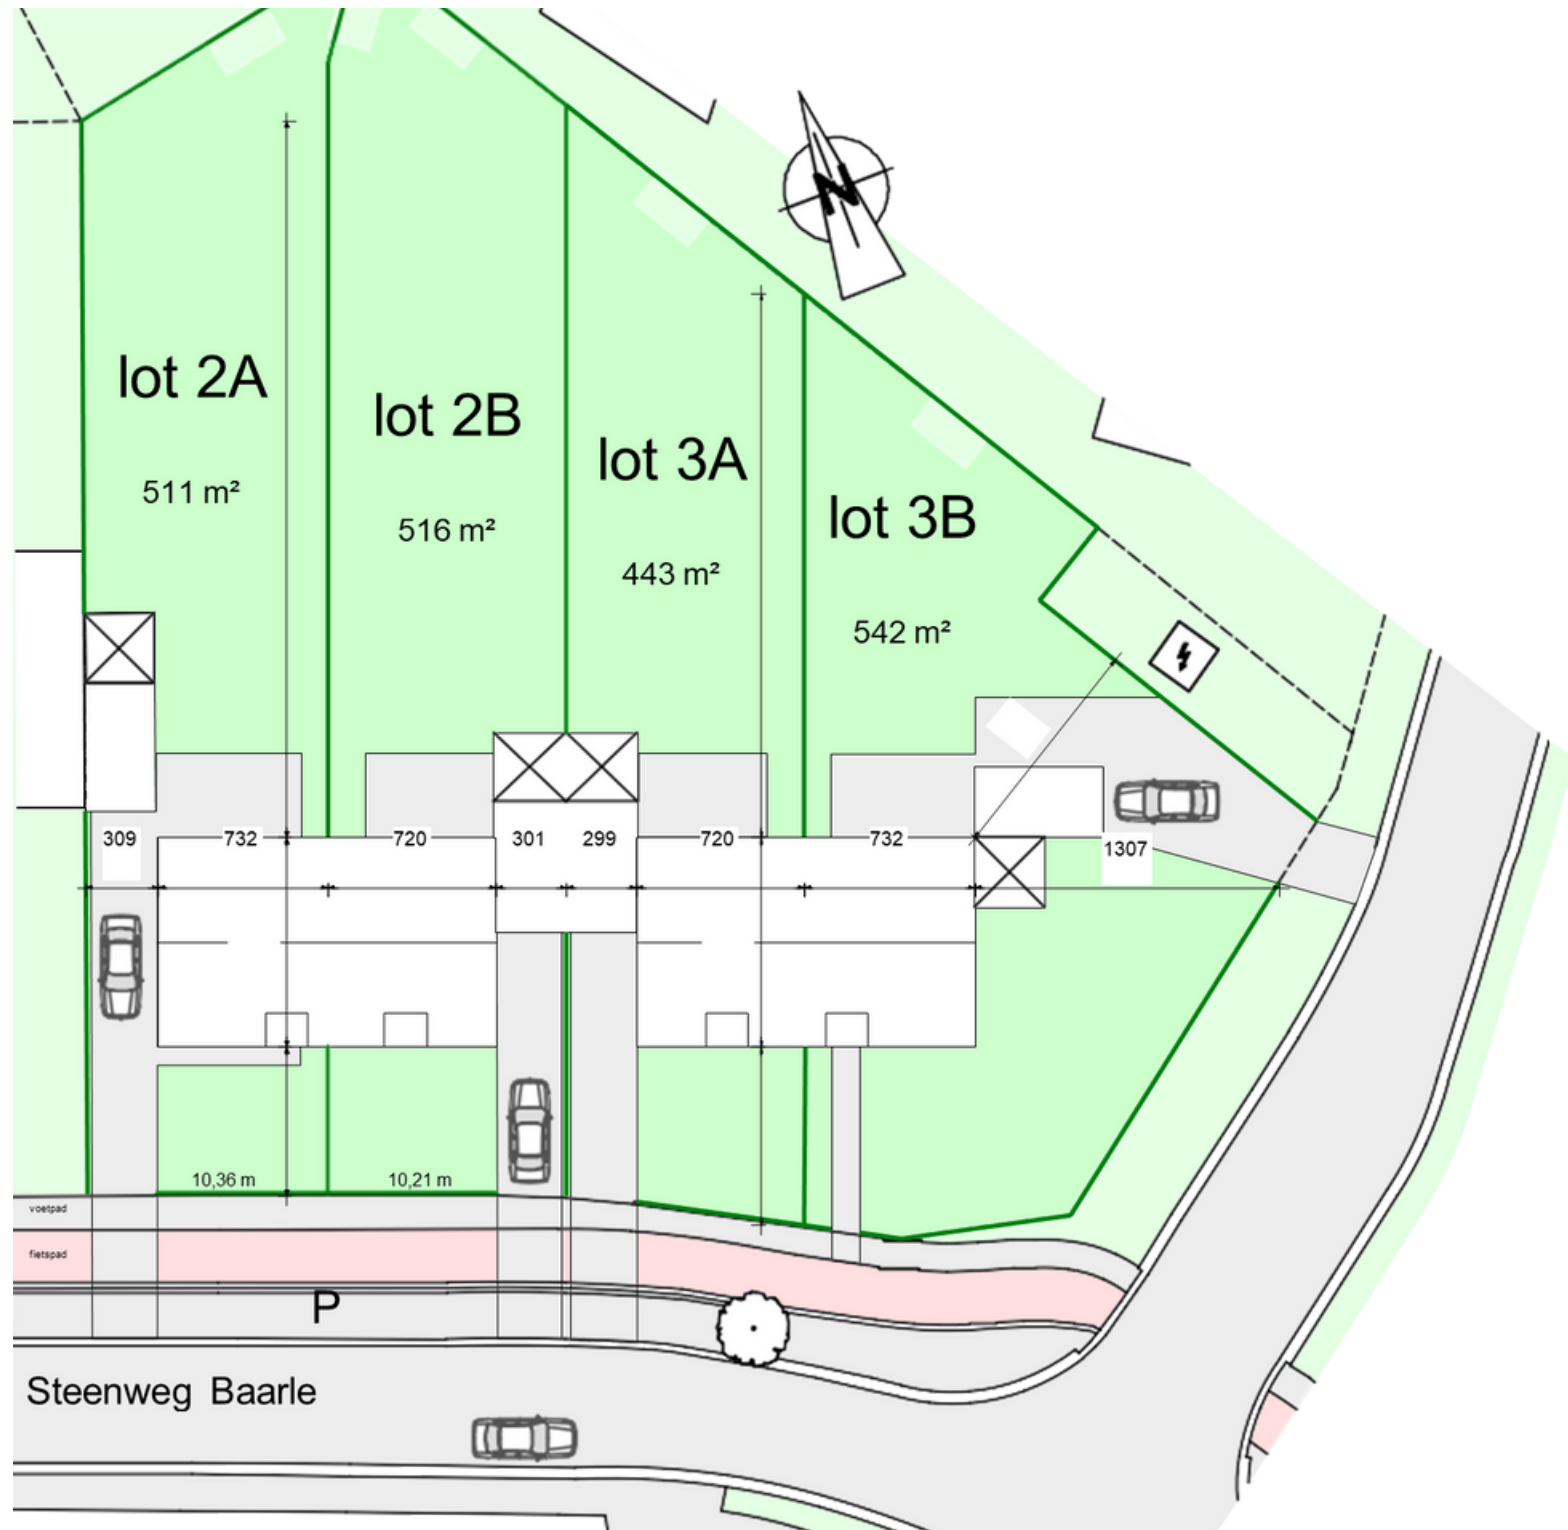 N
lot 2A
lot 2B
lot 3A
lot 3B
511 m²
516 m²
443 m²
542 m²
309
732
720
301
299
720
732
1307
10,36 m
10,21 m
voetpad
fietspad
P
Steenweg Baarle